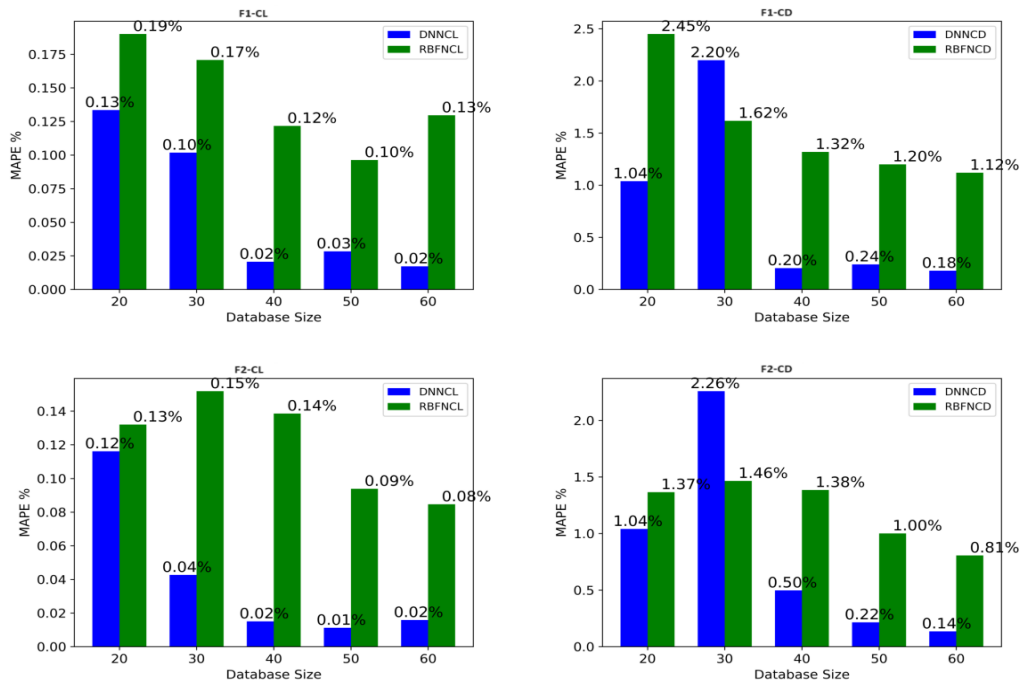 F1-CL
MAPE %
0.175
0.150
0.125
0.100
0.075
0.050
0.025
0.000
0.13%
0.19%
0.10%
0.17%
0.02%
0.12%
0.03%
0.10%
0.02%
0.13%
DNNCL
RBFNCL
20 30 40 50 60
Database Size
F1-CD
MAPE %
2.5
2.0
1.5
1.0
0.5
0.0
1.04%
2.45%
2.20%
1.62%
0.20%
1.32%
0.24%
1.20%
0.18%
1.12%
DNNCD
RBFNCD
20 30 40 50 60
Database Size
F2-CL
MAPE %
0.14
0.12
0.10
0.08
0.06
0.04
0.02
0.00
0.12%
0.13%
0.04%
0.15%
0.02%
0.14%
0.01%
0.09%
0.02%
0.08%
DNNCL
RBFNCL
20 30 40 50 60
Database Size
F2-CD
MAPE %
2.0
1.5
1.0
0.5
0.0
1.04%
1.37%
2.26%
1.46%
0.50%
1.38%
0.22%
1.00%
0.14%
0.81%
DNNCD
RBFNCD
20 30 40 50 60
Database Size